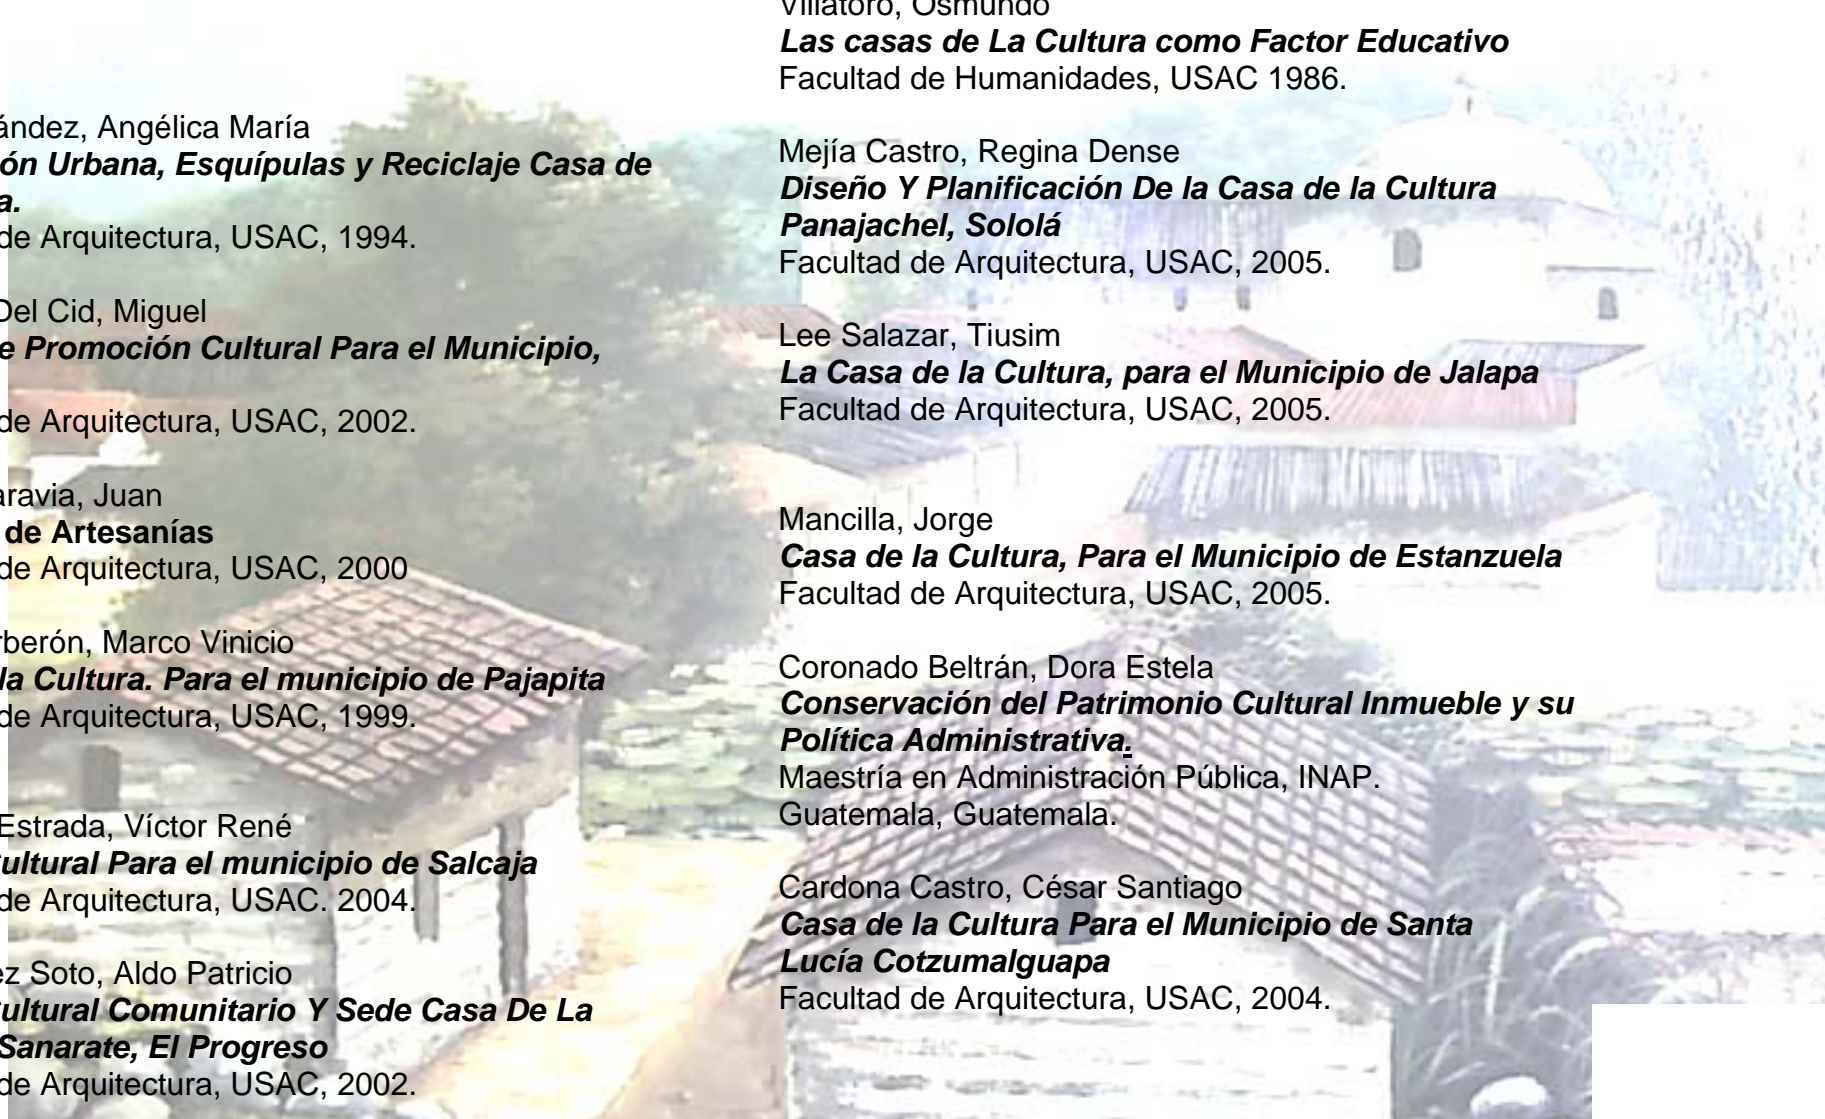 ández, Angélica María
ón Urbana, Esquípulas y Reciclaje Casa de
a.
de Arquitectura, USAC, 1994.
Del Cid, Miguel
e Promoción Cultural Para el Municipio,
de Arquitectura, USAC, 2002.
aravia, Juan
de Artesanías
de Arquitectura, USAC, 2000
rberón, Marco Vinicio
la Cultura. Para el municipio de Pajapita
de Arquitectura, USAC, 1999.
Estrada, Víctor René
ultural Para el municipio de Salcaja
de Arquitectura, USAC. 2004.
ez Soto, Aldo Patricio
ultural Comunitario Y Sede Casa De La
Sanarate, El Progreso
de Arquitectura, USAC, 2002.
Villatoro, Osmundo
Las casas de La Cultura como Factor Educativo
Facultad de Humanidades, USAC 1986.
Mejía Castro, Regina Dense
Diseño Y Planificación De la Casa de la Cultura
Panajachel, Sololá
Facultad de Arquitectura, USAC, 2005.
Lee Salazar, Tiusim
La Casa de la Cultura, para el Municipio de Jalapa
Facultad de Arquitectura, USAC, 2005.
Mancilla, Jorge
Casa de la Cultura, Para el Municipio de Estanzuela
Facultad de Arquitectura, USAC, 2005.
Coronado Beltrán, Dora Estela
Conservación del Patrimonio Cultural Inmueble y su
Política Administrativa.
Maestría en Administración Pública, INAP.
Guatemala, Guatemala.
Cardona Castro, César Santiago
Casa de la Cultura Para el Municipio de Santa
Lucía Cotzumalguapa
Facultad de Arquitectura, USAC, 2004.